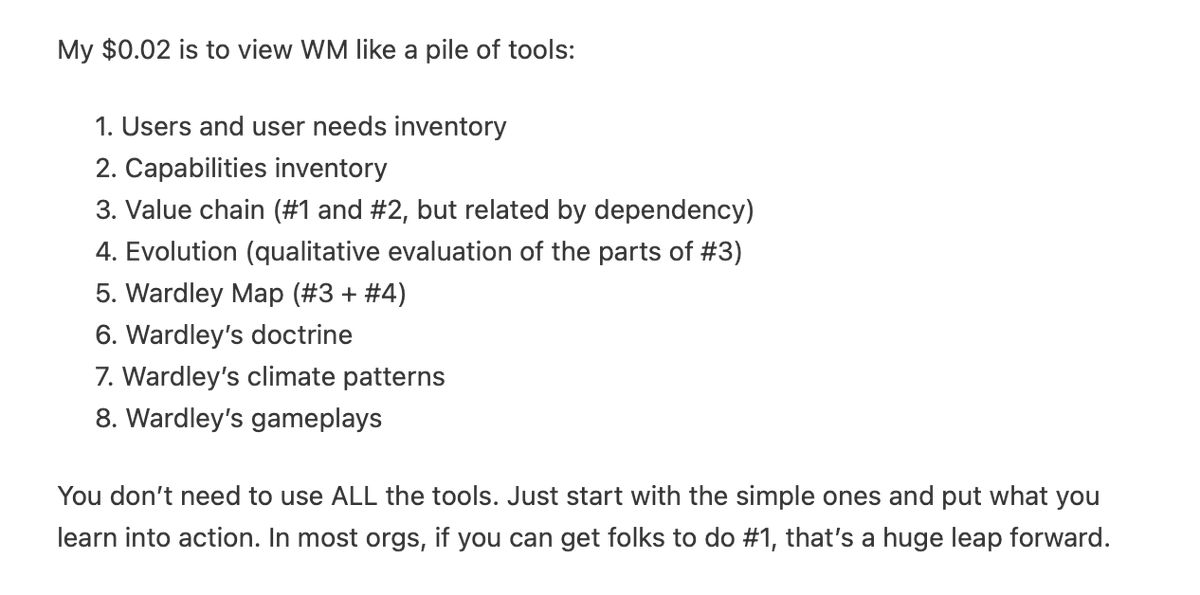 My $0.02 is to view WM like a pile of tools:
1. Users and user needs inventory
2. Capabilities inventory
3. Value chain (#1 and #2, but related by dependency)
4. Evolution (qualitative evaluation of the parts of #3)
5. Wardley Map (#3 + #4)
6. Wardley’s doctrine
7. Wardley’s climate patterns
8. Wardley’s gameplays
You don’t need to use ALL the tools. Just start with the simple ones and put what you
learn into action. In most orgs, if you can get folks to do #1, that’s a huge leap forward.